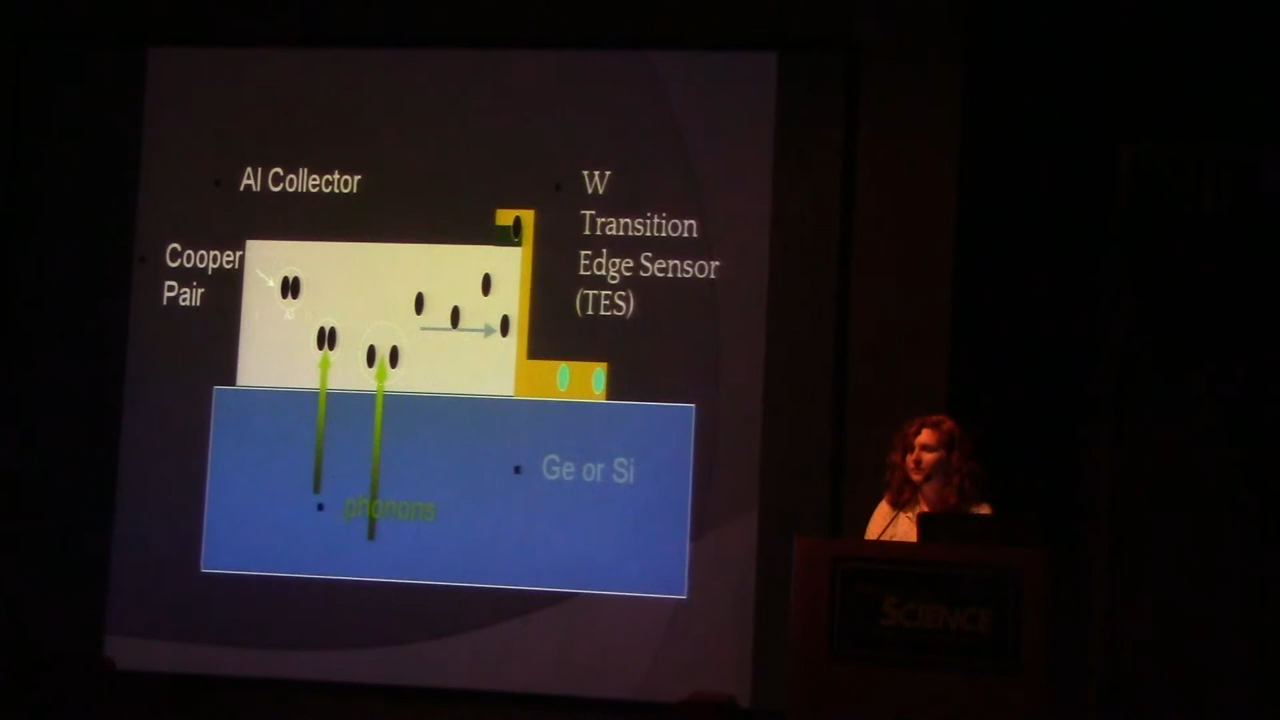 Al Collector
W
Transition
Edge Sensor
(TES)
Cooper
Pair
Ge or Si
phonons
SCIENCE